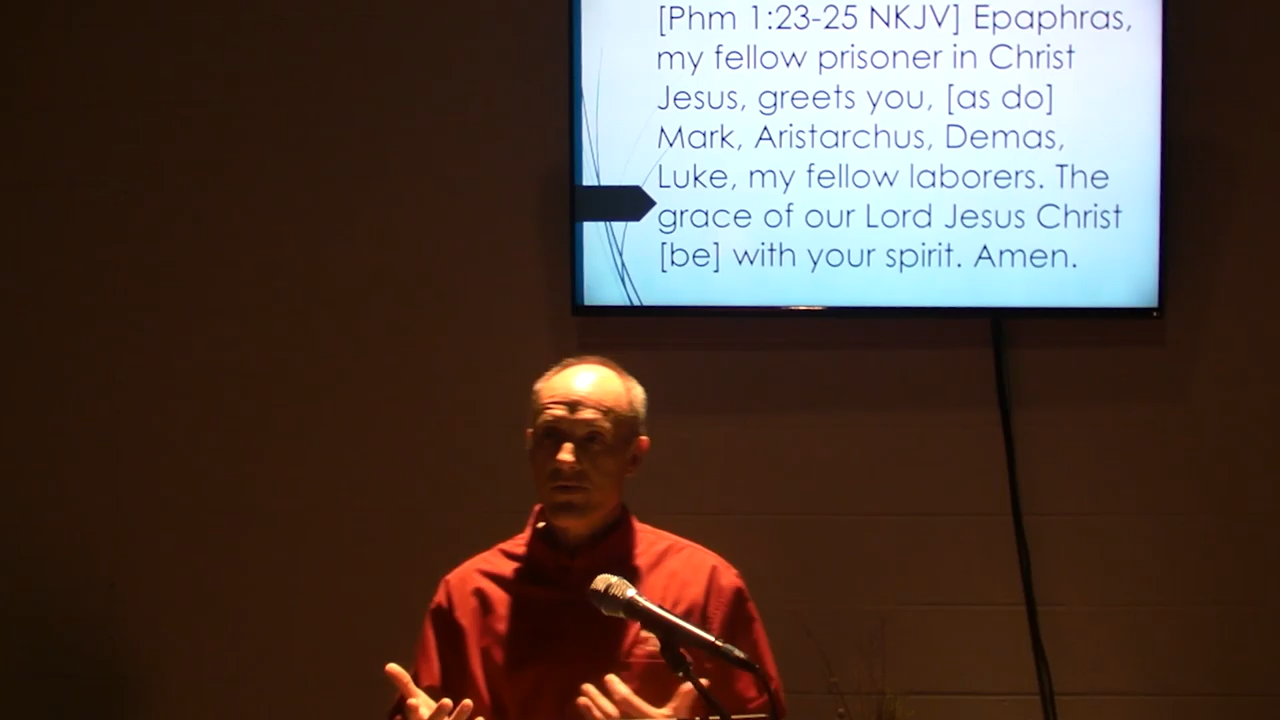 [Phm 1:23-25 NKJV] Epaphras,
my fellow prisoner in Christ
Jesus, greets you, [as do]
Mark, Aristarchus, Demas,
Luke, my fellow laborers. The
grace of our Lord Jesus Christ
[be] with your spirit. Amen.